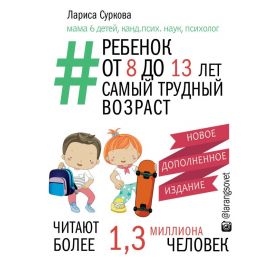 Лариса Суркова
мама 6 детей, канд.псих. наук, психолог
#РЕБЕНОК
ОТ 8 ДО 13 ЛЕТ
САМЫЙ ТРУДНЫЙ
ВОЗРАСТ
НОВОЕ
ДОПОЛНЕННОЕ
ИЗДАНИЕ
@larangsovet
ЧИТАЮТ
БОЛЕЕ
1,3 МИЛЛИОНА
ЧЕЛОВЕК